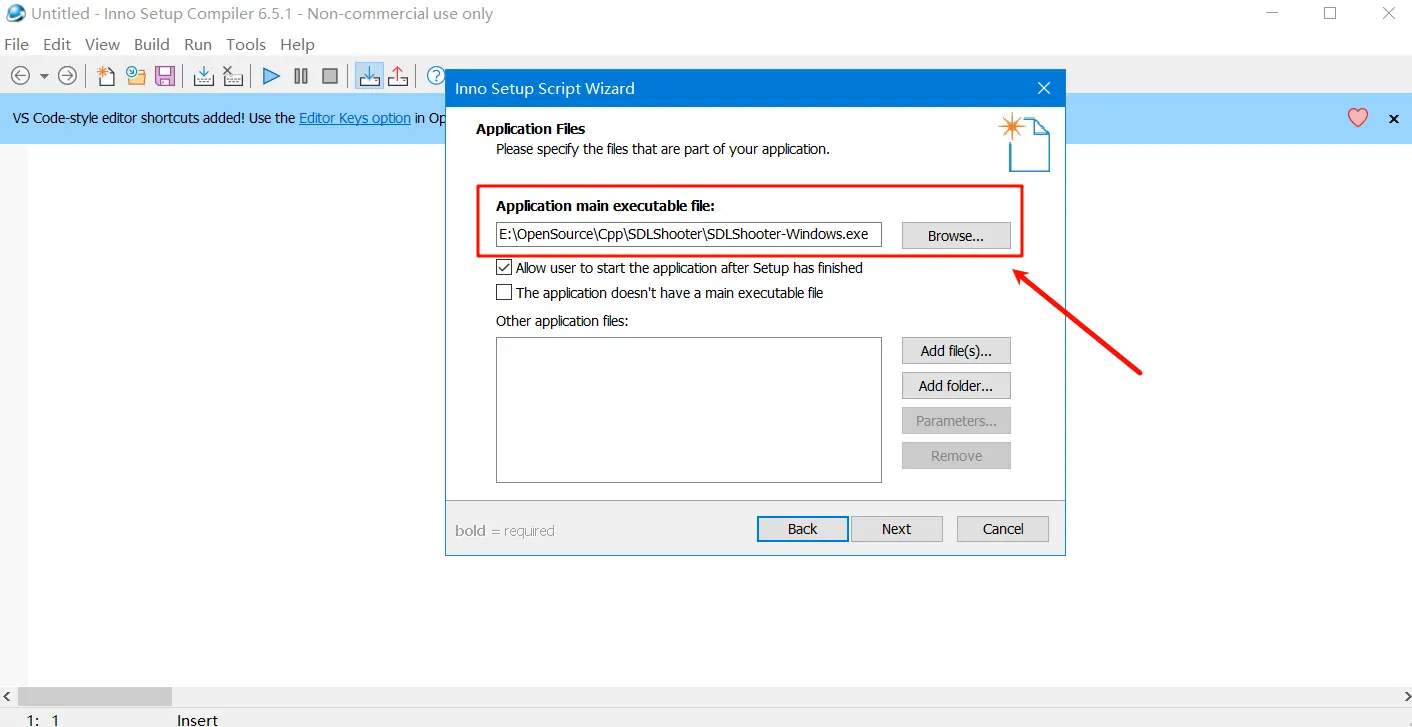 Untitled - Inno Setup Compiler 6.5.1 - Non-commercial use only
File Edit View Build Run Tools Help
VS Code-style editor shortcuts added! Use the Editor Keys option in Op
Inno Setup Script Wizard
Application Files
Please specify the files that are part of your application.
Application main executable file:
E:\OpenSource\Cpp\SDLShooter\SDLShooter-Windows.exe Browse...
Allow user to start the application after Setup has finished
The application doesn't have a main executable file
Other application files:
Add file(s)...
Add folder...
Parameters...
Remove
bold = required Back Next Cancel
1: 1 Insert